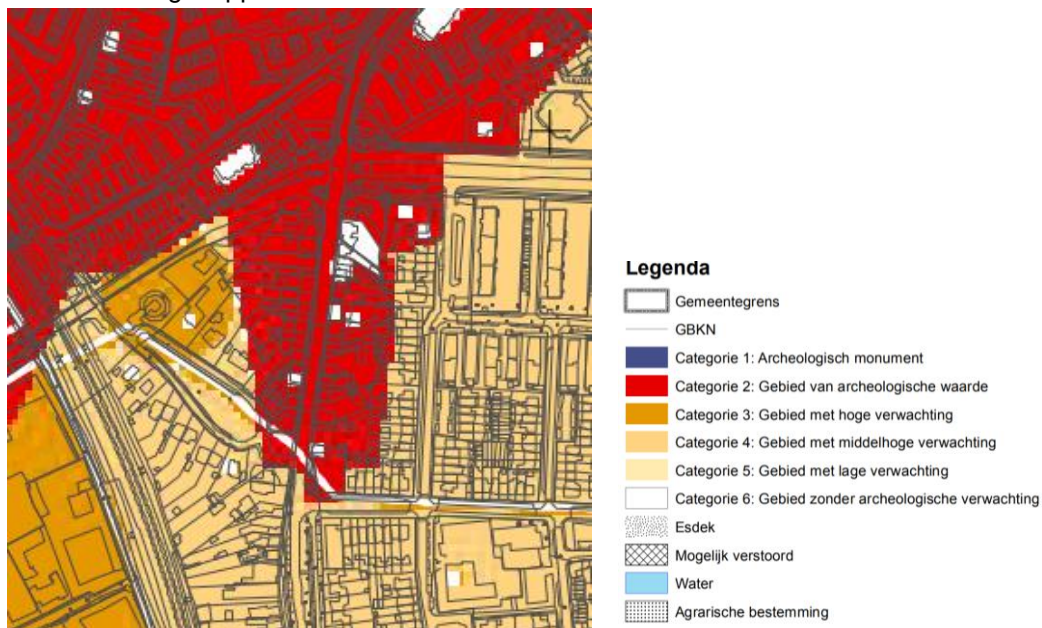 Legenda
Gemeentegrens
GBKN
Categorie 1: Archeologisch monument
Categorie 2: Gebied van archeologische waarde
Categorie 3: Gebied met hoge verwachting
Categorie 4: Gebied met middelhoge verwachting
Categorie 5: Gebied met lage verwachting
Categorie 6: Gebied zonder archeologische verwachting
Esdek
Mogelijk verstoord
Water
Agrarische bestemming